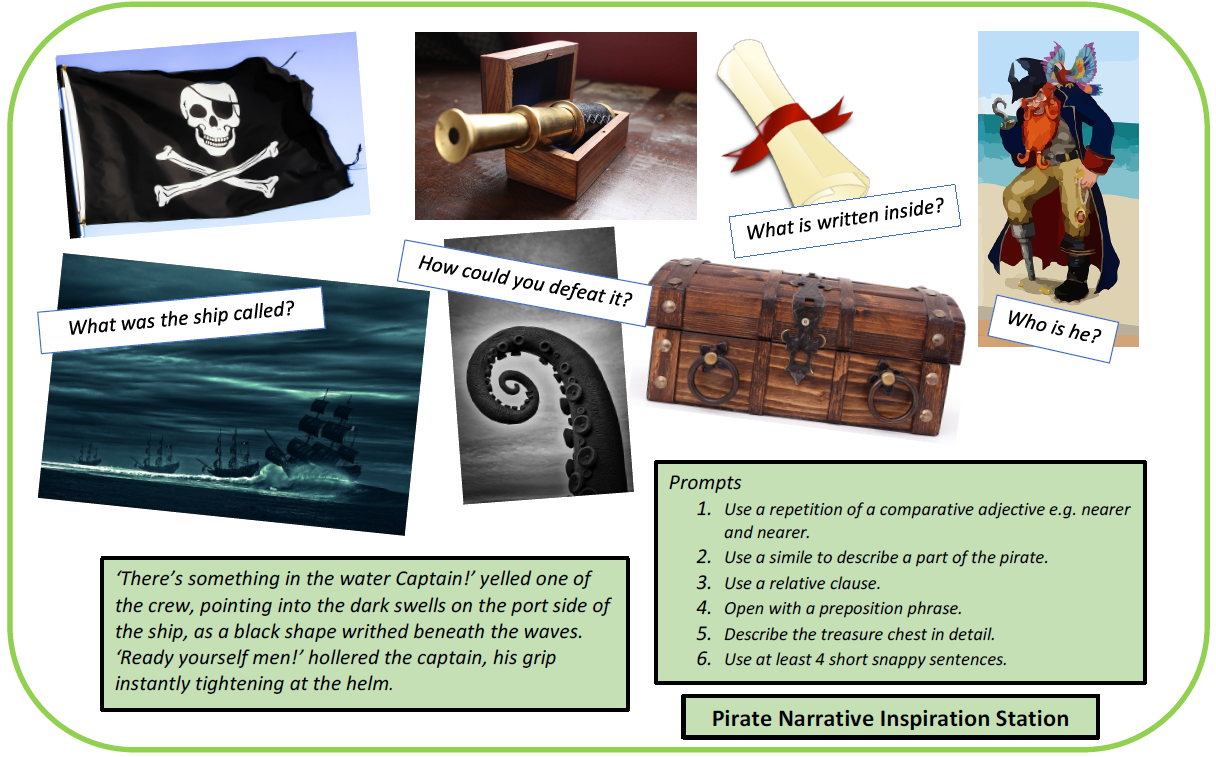 What is written inside?
How could you defeat it?
What was the ship called?
Who is he?
‘There’s something in the water Captain!’ yelled one of
the crew, pointing into the dark swells on the port side of
the ship, as a black shape writhed beneath the waves.
‘Ready yourself men!’ hollered the captain, his grip
instantly tightening at the helm.
Prompts
1. Use a repetition of a comparative adjective e.g. nearer
and nearer.
2. Use a simile to describe a part of the pirate.
3. Use a relative clause.
4. Open with a preposition phrase.
5. Describe the treasure chest in detail.
6. Use at least 4 short snappy sentences.
Pirate Narrative Inspiration Station